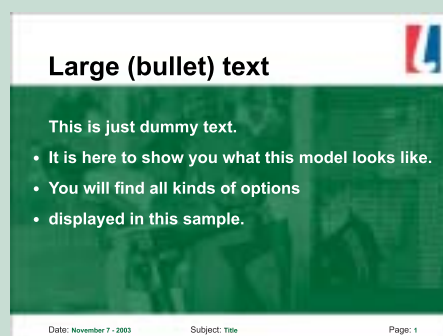 Large (bullet) text
This is just dummy text.
• It is here to show you what this model looks like.
• You will find all kinds of options
• displayed in this sample.
Date: November 7 - 2003 Subject: Title Page: 1